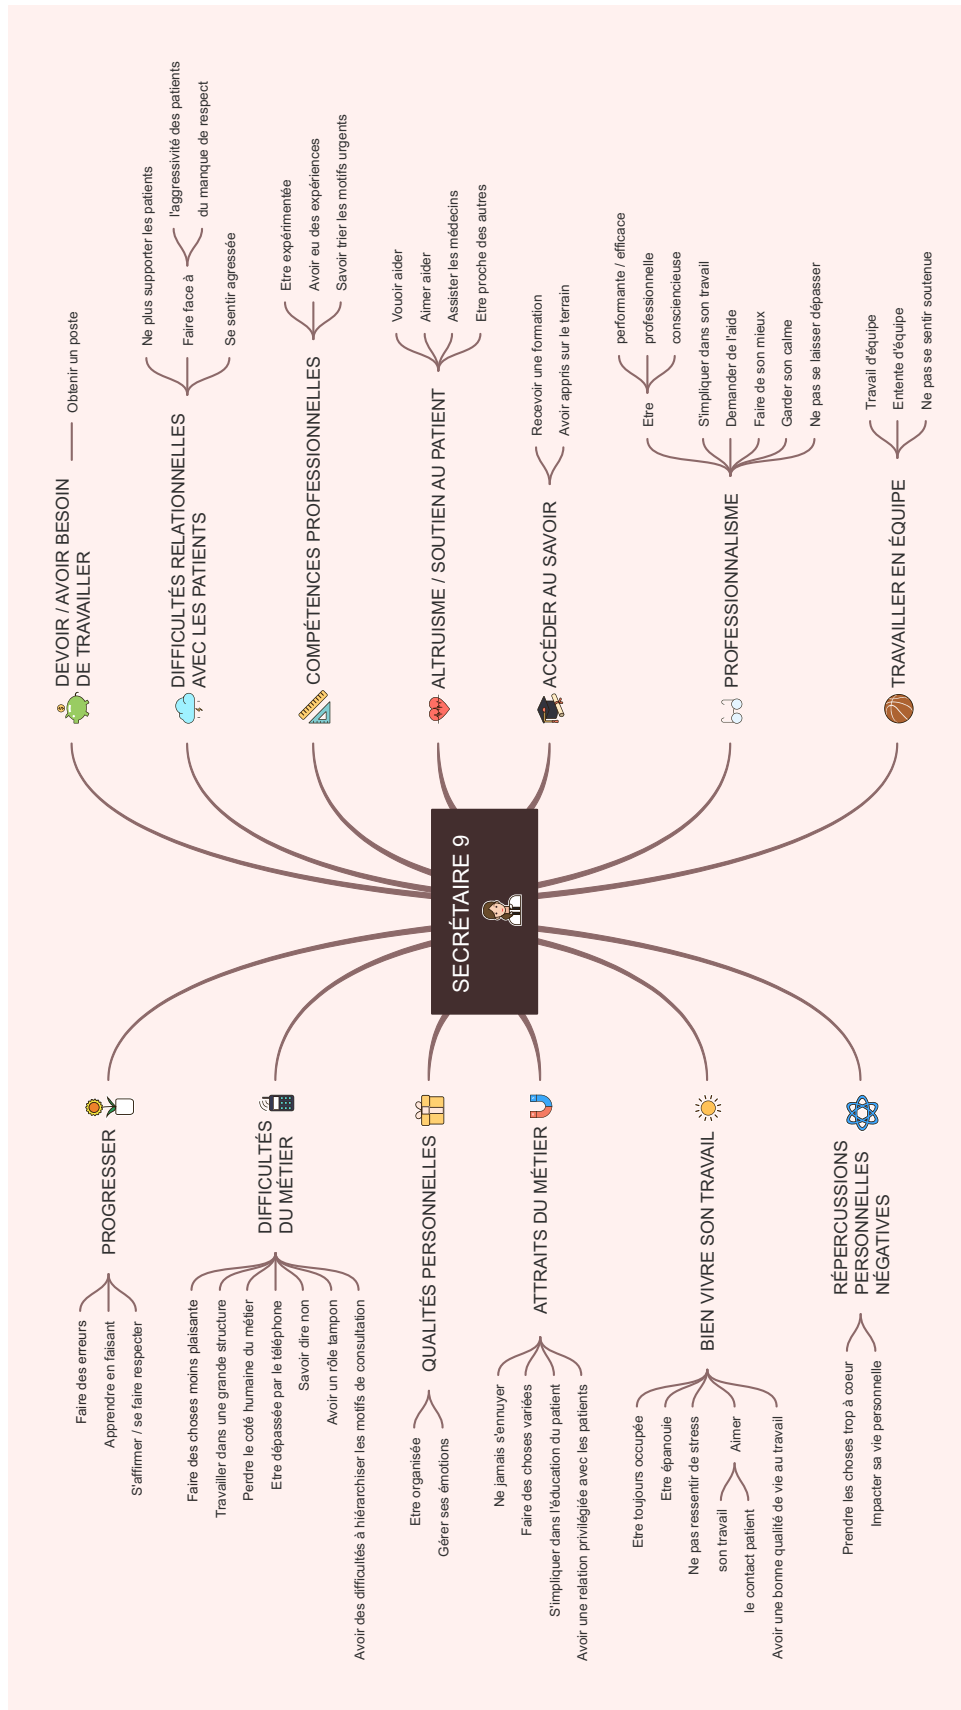 SECRÉTAIRE 9
DEVOIR / AVOIR BESOIN
DE TRAVAILLER
Obtenir un poste
DIFFICULTÉS RELATIONNELLES
AVEC LES PATIENTS
Ne plus supporter les patients
Faire face à
l'aggressivité des patients
du manque de respect
Se sentir agressée
COMPÉTENCES PROFESSIONNELLES
Etre expérimentée
Avoir eu des expériences
Savoir trier les motifs urgents
ALTRUISME / SOUTIEN AU PATIENT
Vouoir aider
Aimer aider
Assister les médecins
Etre proche des autres
ACCÉDER AU SAVOIR
Recevoir une formation
Avoir appris sur le terrain
PROFESSIONNALISME
Etre
performante / efficace
professionnelle
consciencieuse
S'impliquer dans son travail
Demander de l'aide
Faire de son mieux
Garder son calme
Ne pas se laisser dépasser
TRAVAILLER EN ÉQUIPE
Travail d'équipe
Entente d'équipe
Ne pas se sentir soutenue
PROGRESSER
Faire des erreurs
Apprendre en faisant
S'affirmer / se faire respecter
DIFFICULTÉS
DU MÉTIER
Faire des choses moins plaisante
Travailler dans une grande structure
Perdre le coté humaine du métier
Etre dépassée par le téléphone
Savoir dire non
Avoir un rôle tampon
Avoir des difficultés à hiérarchiser les motifs de consultation
QUALITÉS PERSONNELLES
Etre organisée
Gérer ses émotions
ATTRAITS DU MÉTIER
Ne jamais s'ennuyer
Faire des choses variées
S'impliquer dans l'éducation du patient
Avoir une relation privilégiée avec les patients
BIEN VIVRE SON TRAVAIL
Etre toujours occupée
Etre épanouie
Ne pas ressentir de stress
Aimer
son travail
le contact patient
Avoir une bonne qualité de vie au travail
RÉPERCUSSIONS
PERSONNELLES
NÉGATIVES
Prendre les choses trop à coeur
Impacter sa vie personnelle